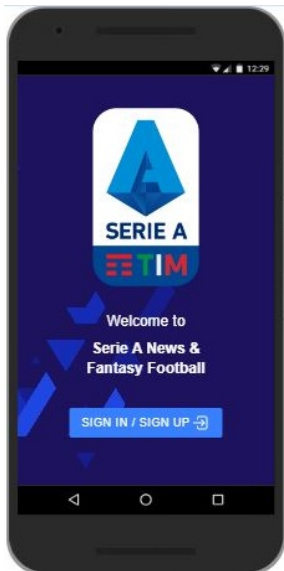 12:29
SERIE A
TIM
Welcome to
Serie A News &
Fantasy Football
SIGN IN / SIGN UP